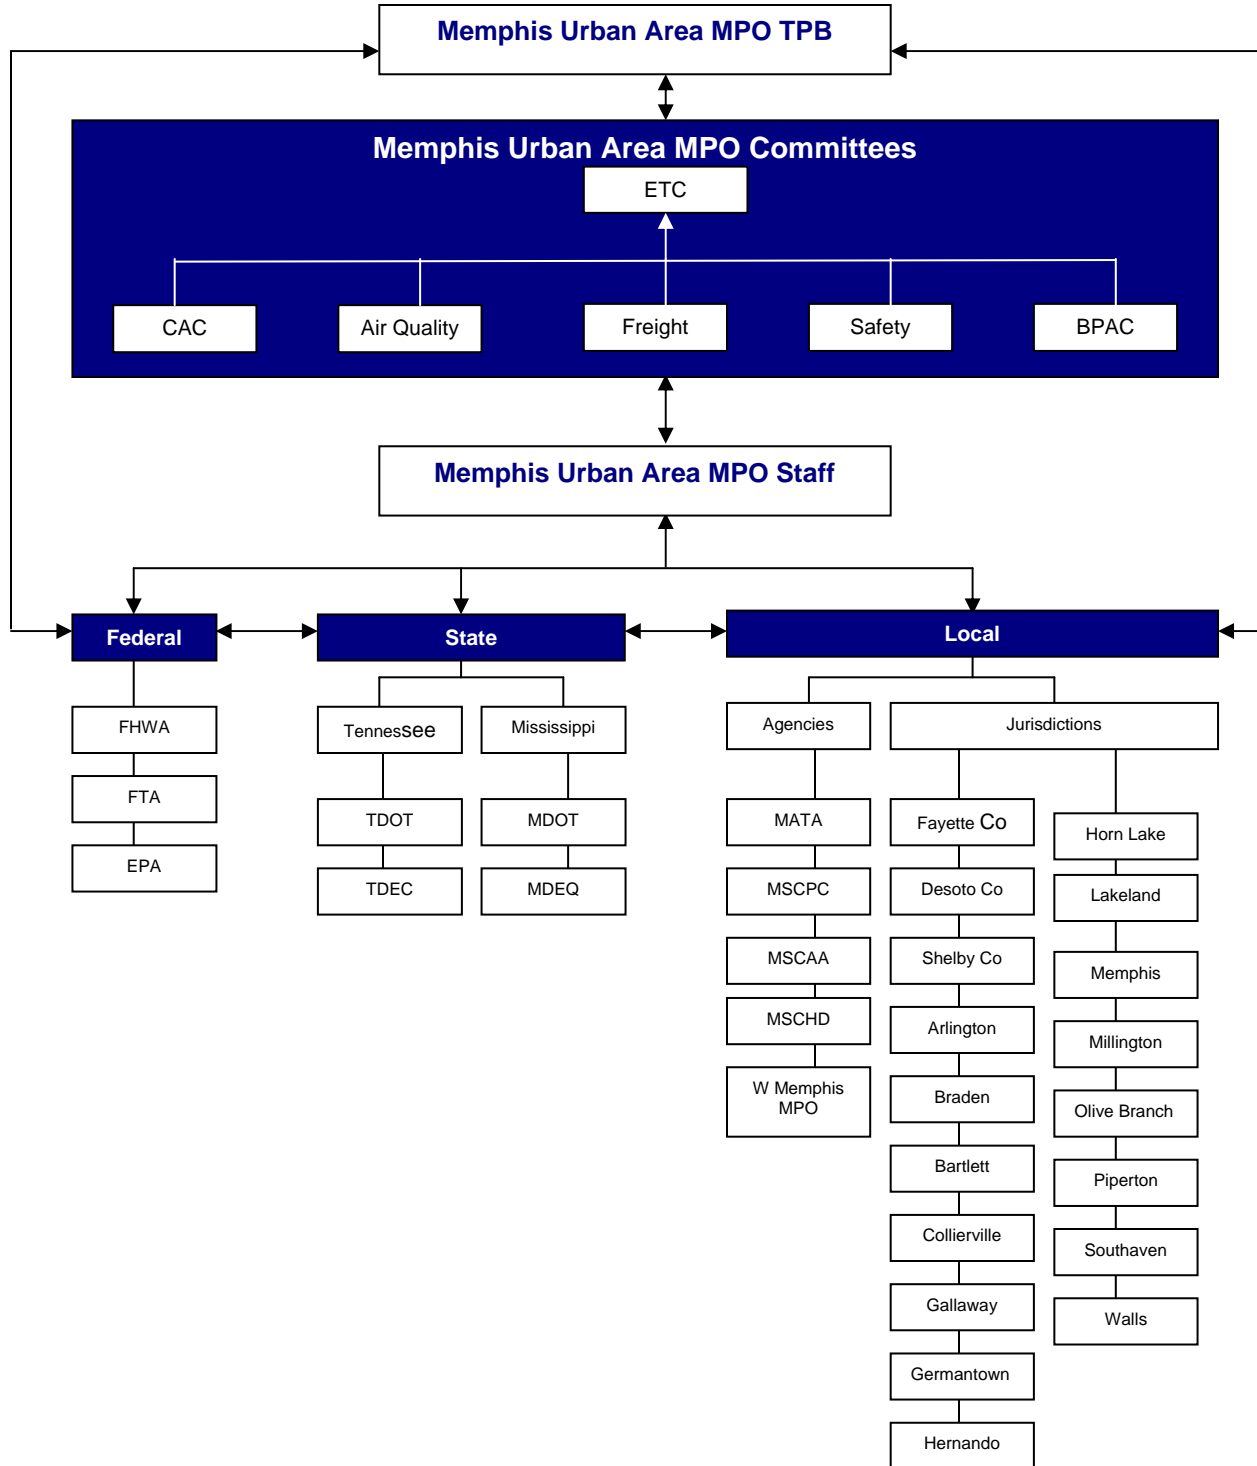 Memphis Urban Area MPO TPB
Memphis Urban Area MPO Committees
ETC
CAC
Air Quality
Freight
Safety
BPAC
Memphis Urban Area MPO Staff
Federal
State
Local
FHWA
FTA
EPA
Tennessee
Mississippi
TDOT
MDOT
TDEC
MDEQ
Agencies
Jurisdictions
MATA
MSCPC
MSCAA
MSCHD
W Memphis
MPO
Fayette Co
Desoto Co
Shelby Co
Arlington
Braden
Bartlett
Collierville
Gallaway
Germantown
Hernando
Horn Lake
Lakeland
Memphis
Millington
Olive Branch
Piperton
Southaven
Walls